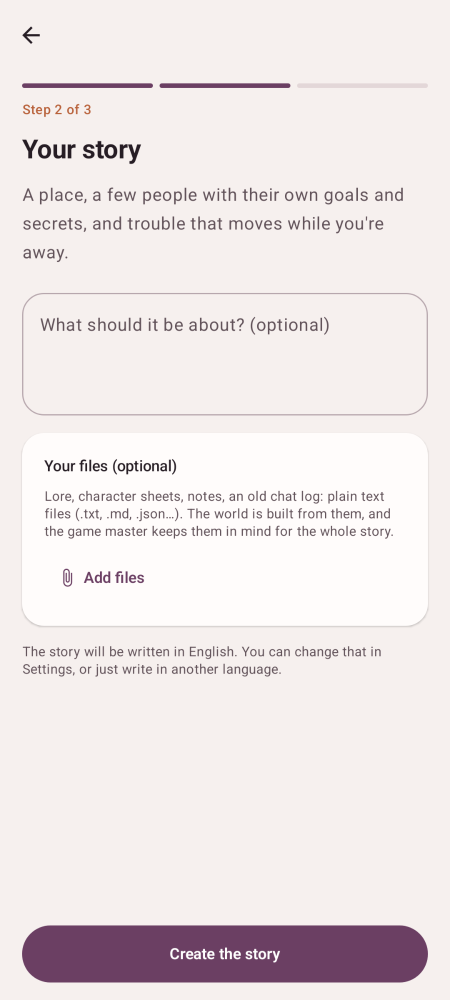 Step 2 of 3
Your story
A place, a few people with their own goals and
secrets, and trouble that moves while you're
away.
What should it be about? (optional)
Your files (optional)
Lore, character sheets, notes, an old chat log: plain text
files (.txt, .md, .json…). The world is built from them, and
the game master keeps them in mind for the whole story.
Add files
The story will be written in English. You can change that in
Settings, or just write in another language.
Create the story